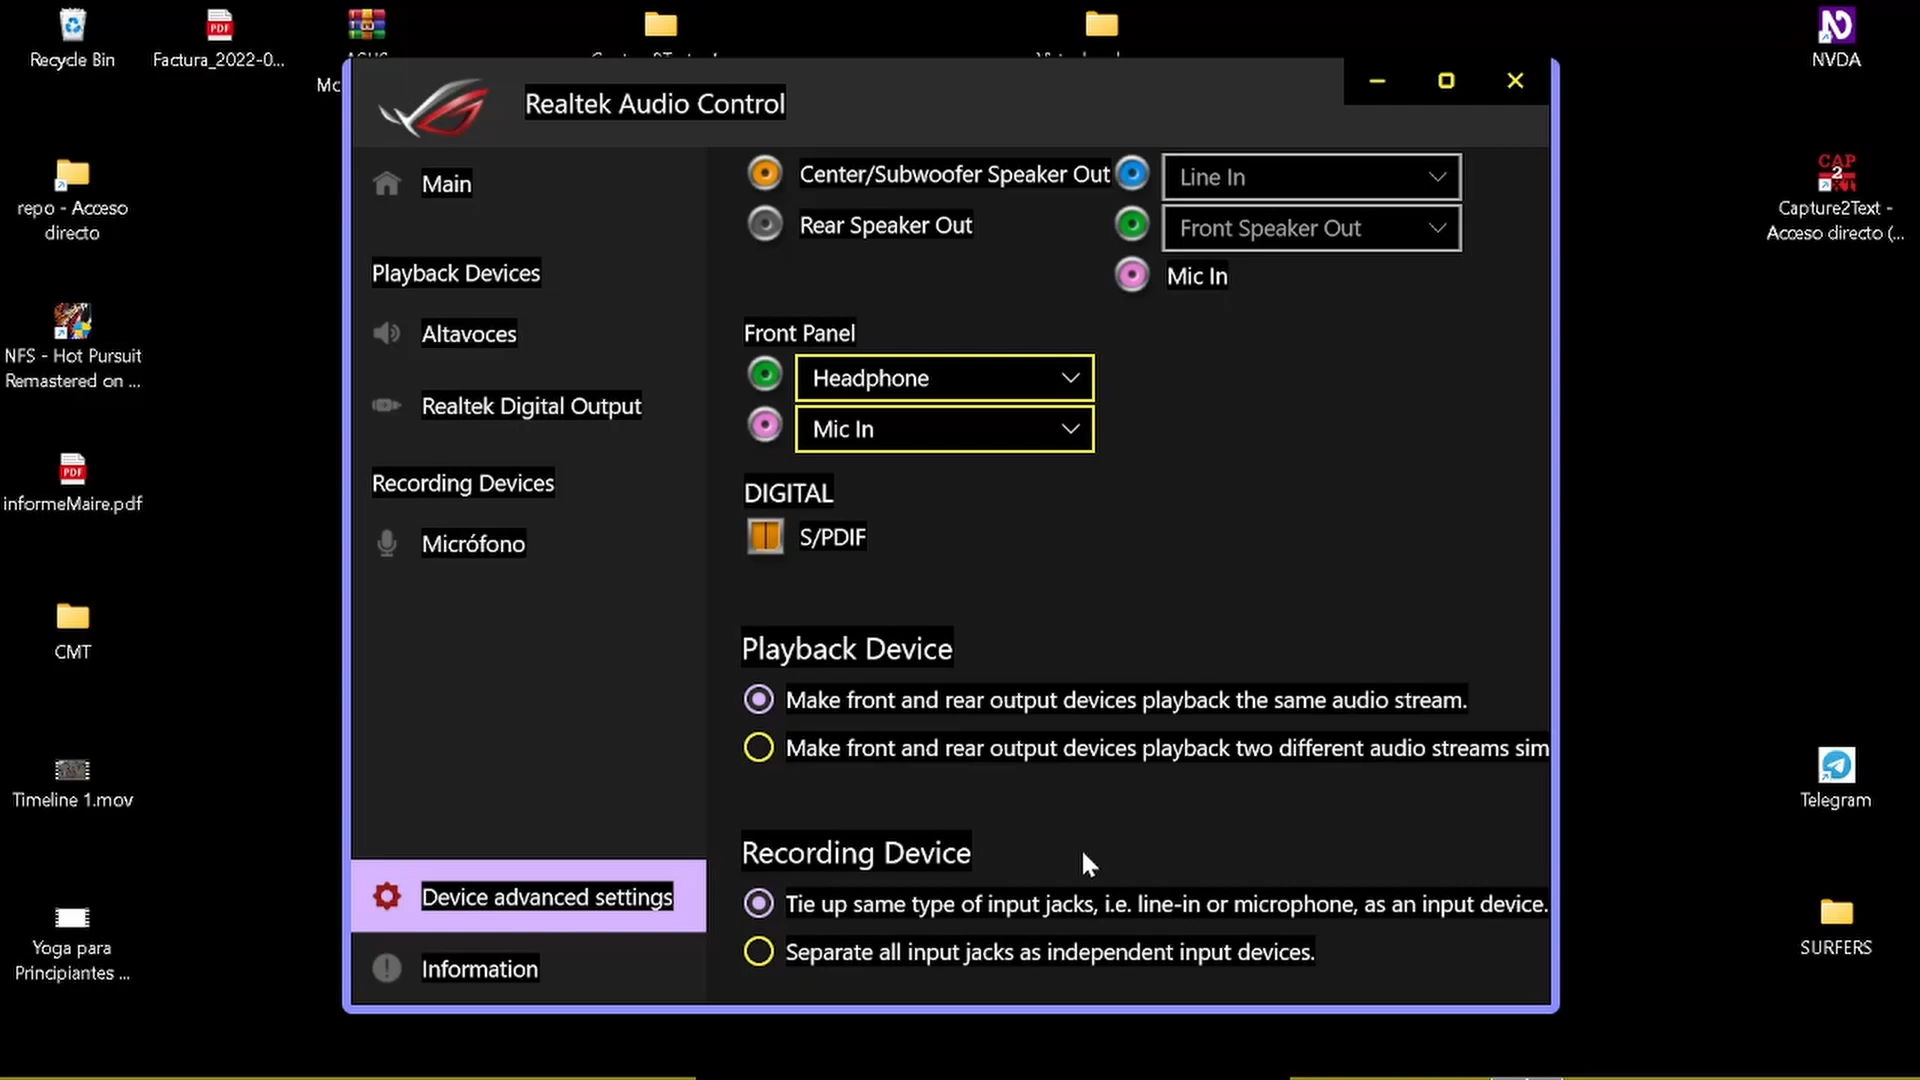 Recycle Bin
Factura_2022-0...
NVDA
Realtek Audio Control
repo - Acceso
directo
NFS - Hot Pursuit
Remastered on ...
informeMaire.pdf
CMT
Timeline 1.mov
Yoga para
Principiantes ...
Main
Playback Devices
Altavoces
Realtek Digital Output
Recording Devices
Micrófono
Device advanced settings
Information
Center/Subwoofer Speaker Out
Line In
Rear Speaker Out
Front Speaker Out
Mic In
Front Panel
Headphone
Mic In
DIGITAL
S/PDIF
Playback Device
Make front and rear output devices playback the same audio stream.
Make front and rear output devices playback two different audio streams sim
Recording Device
Tie up same type of input jacks, i.e. line-in or microphone, as an input device.
Separate all input jacks as independent input devices.
Capture2Text -
Acceso directo (...
Telegram
SURFERS